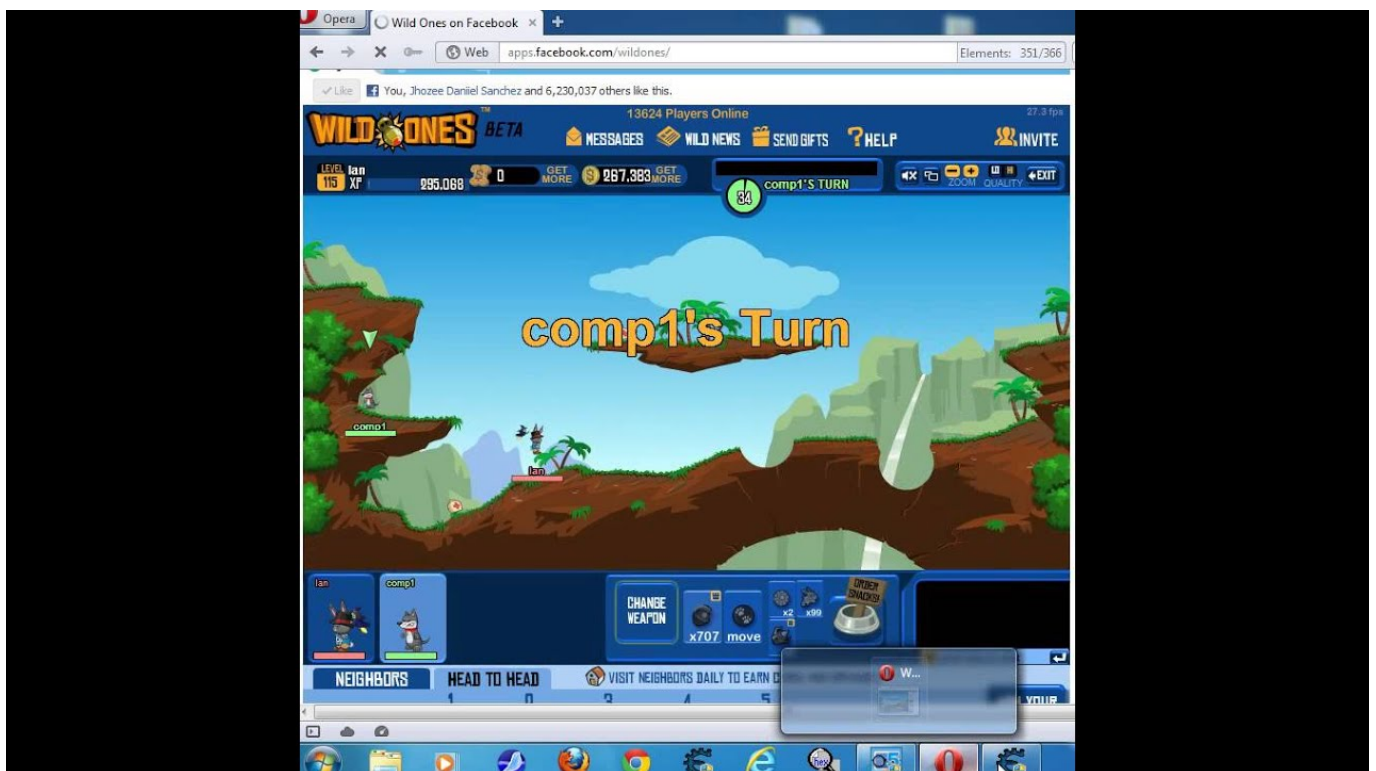 Opera
Wild Ones on Facebook
Web
apps.facebook.com/wildones/
Elements: 351/366
Like
You, Jhozee Daniel Sanchez and 6,230,037 others like this.
WILD ONES ™ BETA
13624 Players Online
27.3 fps
MESSAGES
WILD NEWS
SEND GIFTS
?HELP
INVITE
LEVEL 115
Ian
XP 295.068
0
GET MORE
267,383
GET MORE
34
comp1'S TURN
ZOOM
QUALITY
EXIT
comp1's Turn
comp1
Ian
Ian
comp1
CHANGE WEAPON
x707
move
x2
x99
ORDER SNACKS!
NEIGHBORS
HEAD TO HEAD
VISIT NEIGHBORS DAILY TO EARN
W...
YOUR
hex